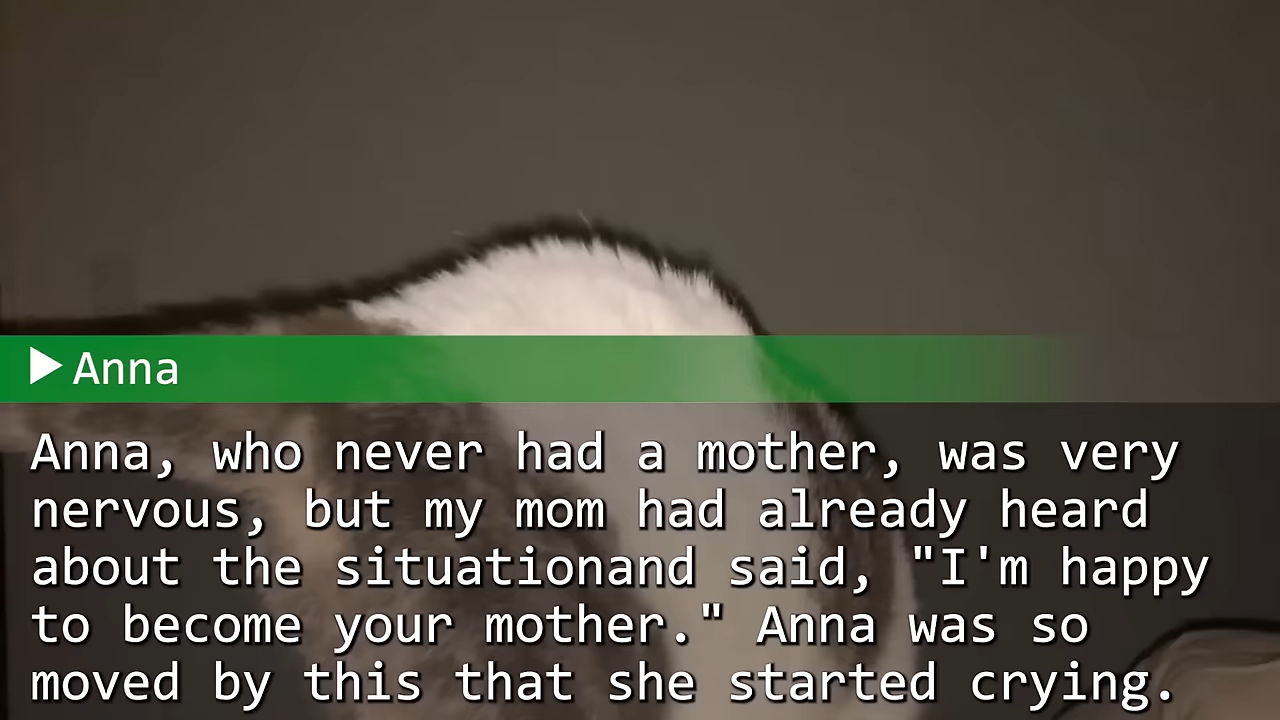 Anna
Anna, who never had a mother, was very
nervous, but my mom had already heard
about the situationand said, "I'm happy
to become your mother." Anna was so
moved by this that she started crying.